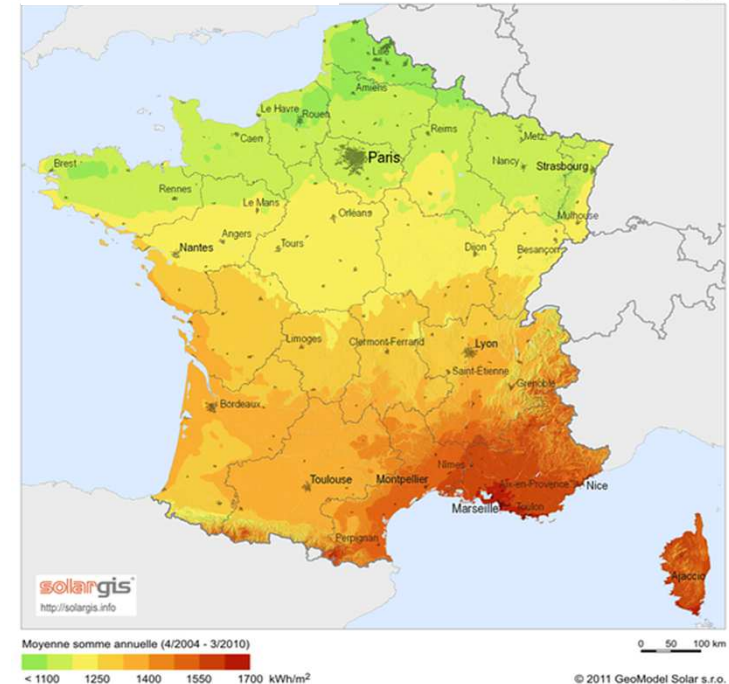 Lille
Amiens
Le Havre
Rouen
Caen
Reims
Metz
Paris
Nancy
Strasbourg
Brest
Rennes
Le Mans
Orléans
Mulhouse
Angers
Nantes
Tours
Dijon
Besançon
Limoges
Clermont-Ferrand
Lyon
Saint-Etienne
Grenoble
Bordeaux
Nîmes
Toulouse
Montpellier
Aix-en-Provence
Nice
Marseille
Toulon
Perpignan
Ajaccio
solargis
http://solargis.info
Moyenne somme annuelle (4/2004 - 3/2010)
0 50 100 km
< 1100 1250 1400 1550 1700 kWh/m²
© 2011 GeoModel Solar s.r.o.